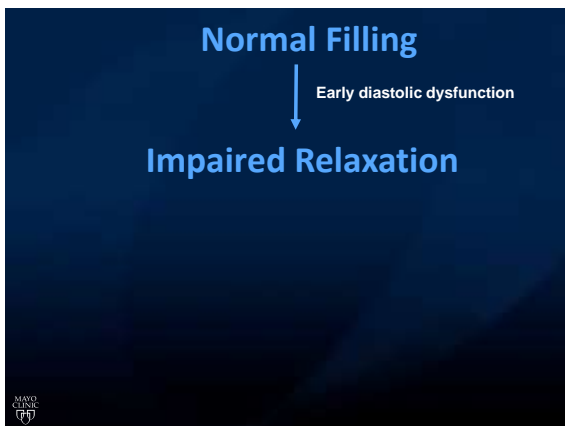 Normal Filling
Early diastolic dysfunction
Impaired Relaxation
MAYO
CLINIC